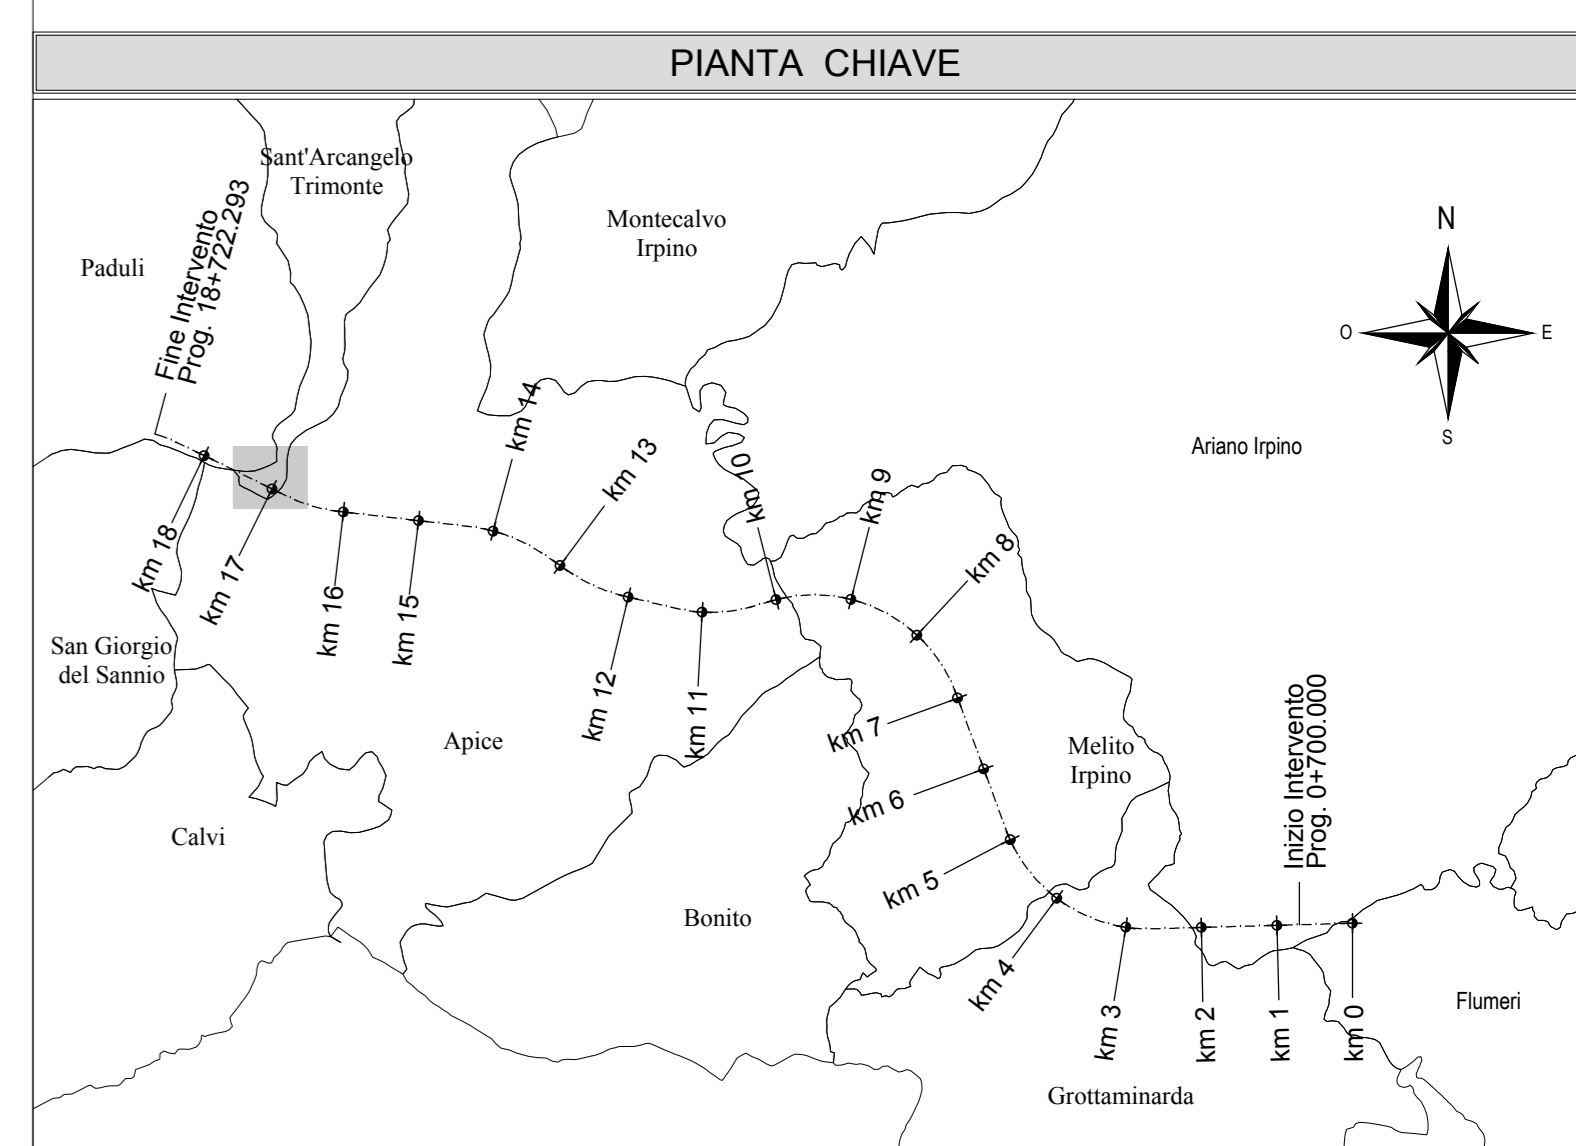 PIANTA CHIAVE
Sant'Arcangelo
Trimonte
Montecalvo
Irpino
Paduli
Fine Intervento
Prog. 18+722.293
N
O
E
S
Ariano Irpino
km 14
km 13
km 10
km 9
km 8
km 18
km 17
km 16
km 15
km 12
km 11
San Giorgio
del Sannio
Apice
km 7
Melito
Irpino
km 6
Inizio Intervento
Prog. 0+700.000
Calvi
km 5
Bonito
km 4
km 3
km 2
km 1
km 0
Flumeri
Grottaminarda